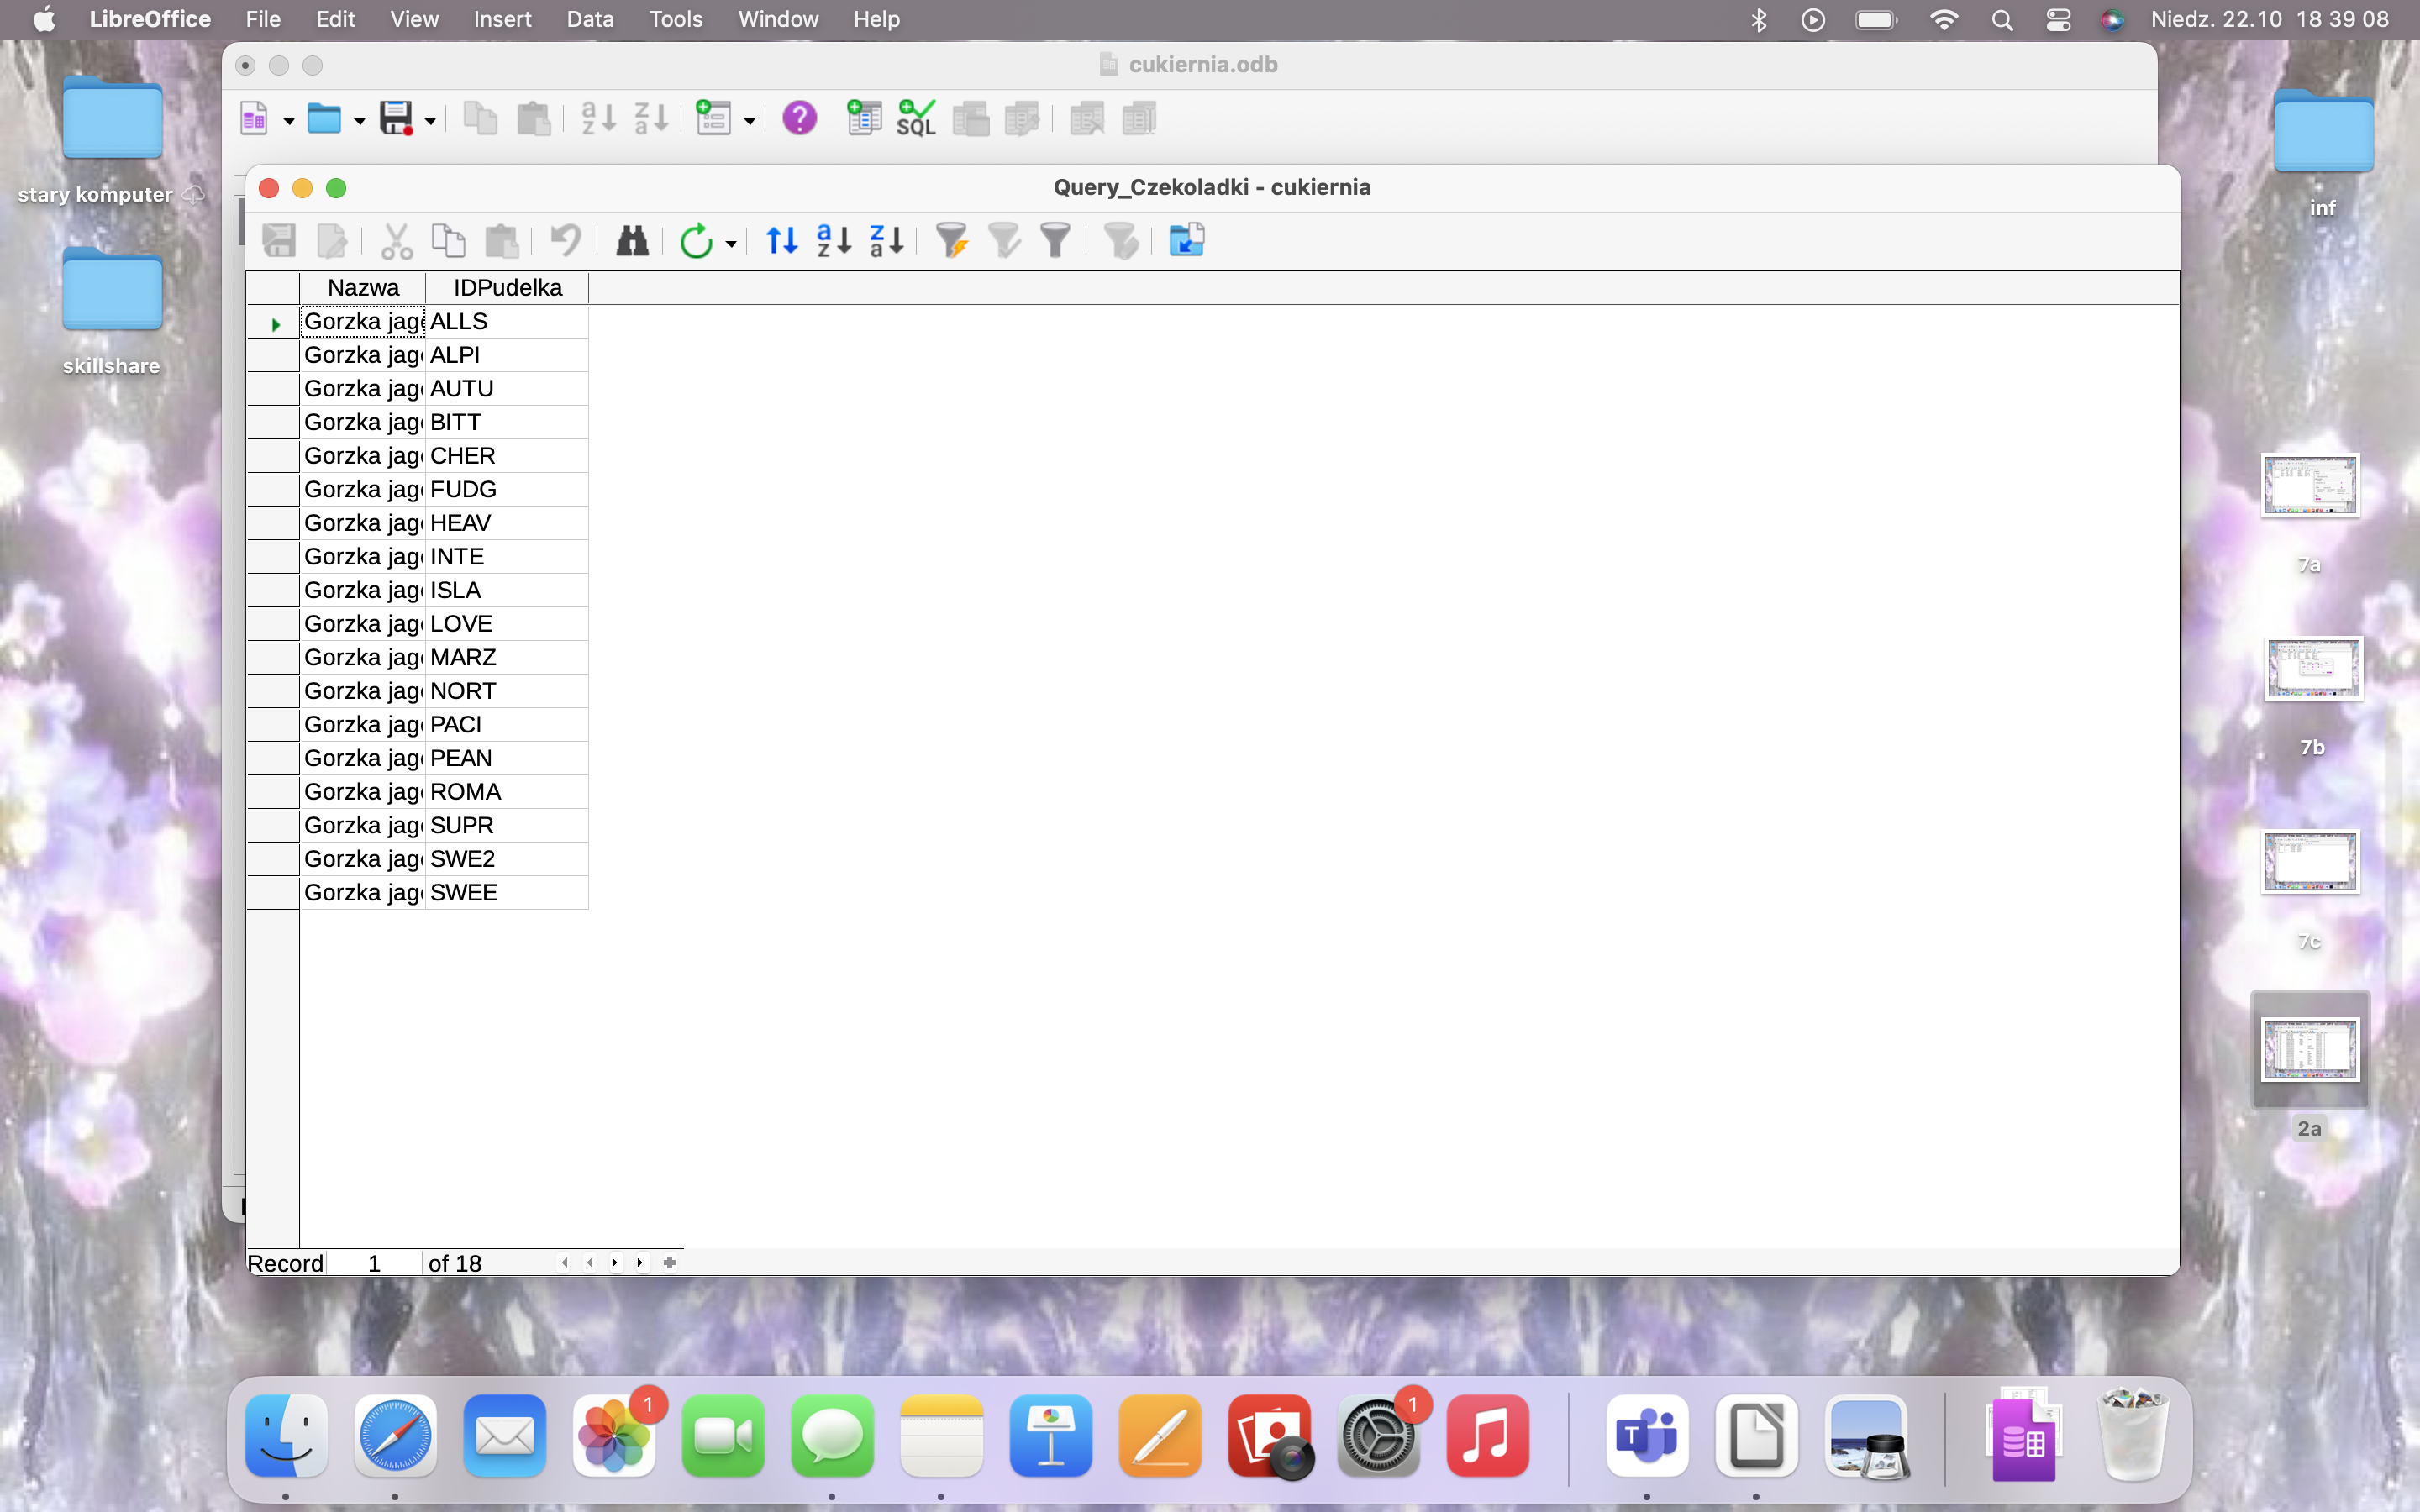 LibreOffice File Edit View Insert Data Tools Window Help Niedz. 22.10 18 39 08
cukiernia.odb
SQL
Query_Czekoladki - cukiernia
Nazwa IDPudelka
Gorzka jag ALLS
Gorzka jag ALPI
Gorzka jag AUTU
Gorzka jag BITT
Gorzka jag CHER
Gorzka jag FUDG
Gorzka jag HEAV
Gorzka jag INTE
Gorzka jag ISLA
Gorzka jag LOVE
Gorzka jag MARZ
Gorzka jag NORT
Gorzka jag PACI
Gorzka jag PEAN
Gorzka jag ROMA
Gorzka jag SUPR
Gorzka jag SWE2
Gorzka jag SWEE
Record 1 of 18
stary komputer
skillshare
inf
7a
7b
7c
2a
1
1
T